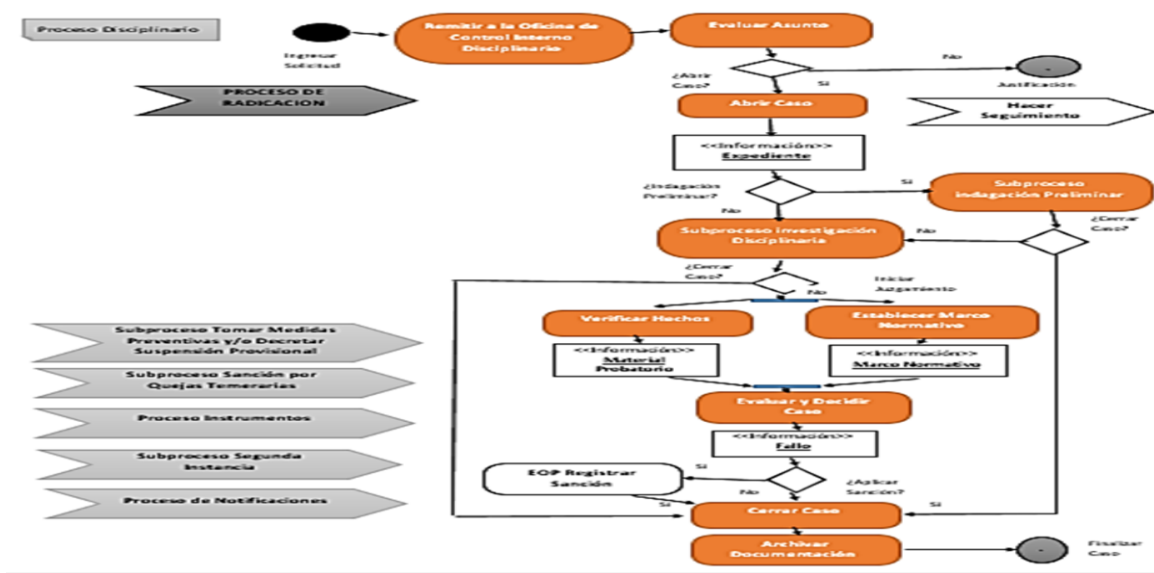 Proceso Disciplinario
Ingresar
Solicitud
Remitir a la Oficina de
Control Interno
Disciplinario
Evaluar Asunto
¿Abrir
Caso?
No
Si
Justificación
PROCESO DE
RADICACION
Abrir Caso
Hacer
Seguimiento
<<Información>>
Expediente
¿Indagación
Preliminar?
Si
No
Subproceso
Indagación Preliminar
¿Cerrar
Caso?
No
Subproceso Investigación
Disciplinaria
¿Cerrar
Caso?
No
Iniciar
Juzgamiento
Verificar Hechos
Establecer Marco
Normativo
<<Información>>
Material
Probatorio
<<Información>>
Marco Normativo
Subproceso Tomar Medidas
Preventivas y/o Decretar
Suspensión Provisional
Subproceso Sanción por
Quejas Temerarias
Proceso Instrumentos
Subproceso Segunda
Instancia
Proceso de Notificaciones
Evaluar y Decidir
Caso
<<Información>>
Fallo
Si
EOP Registrar
Sanción
No
¿Aplicar
Sanción?
Si
Cerrar Caso
Si
Archivar
Documentación
Finalizar
Caso